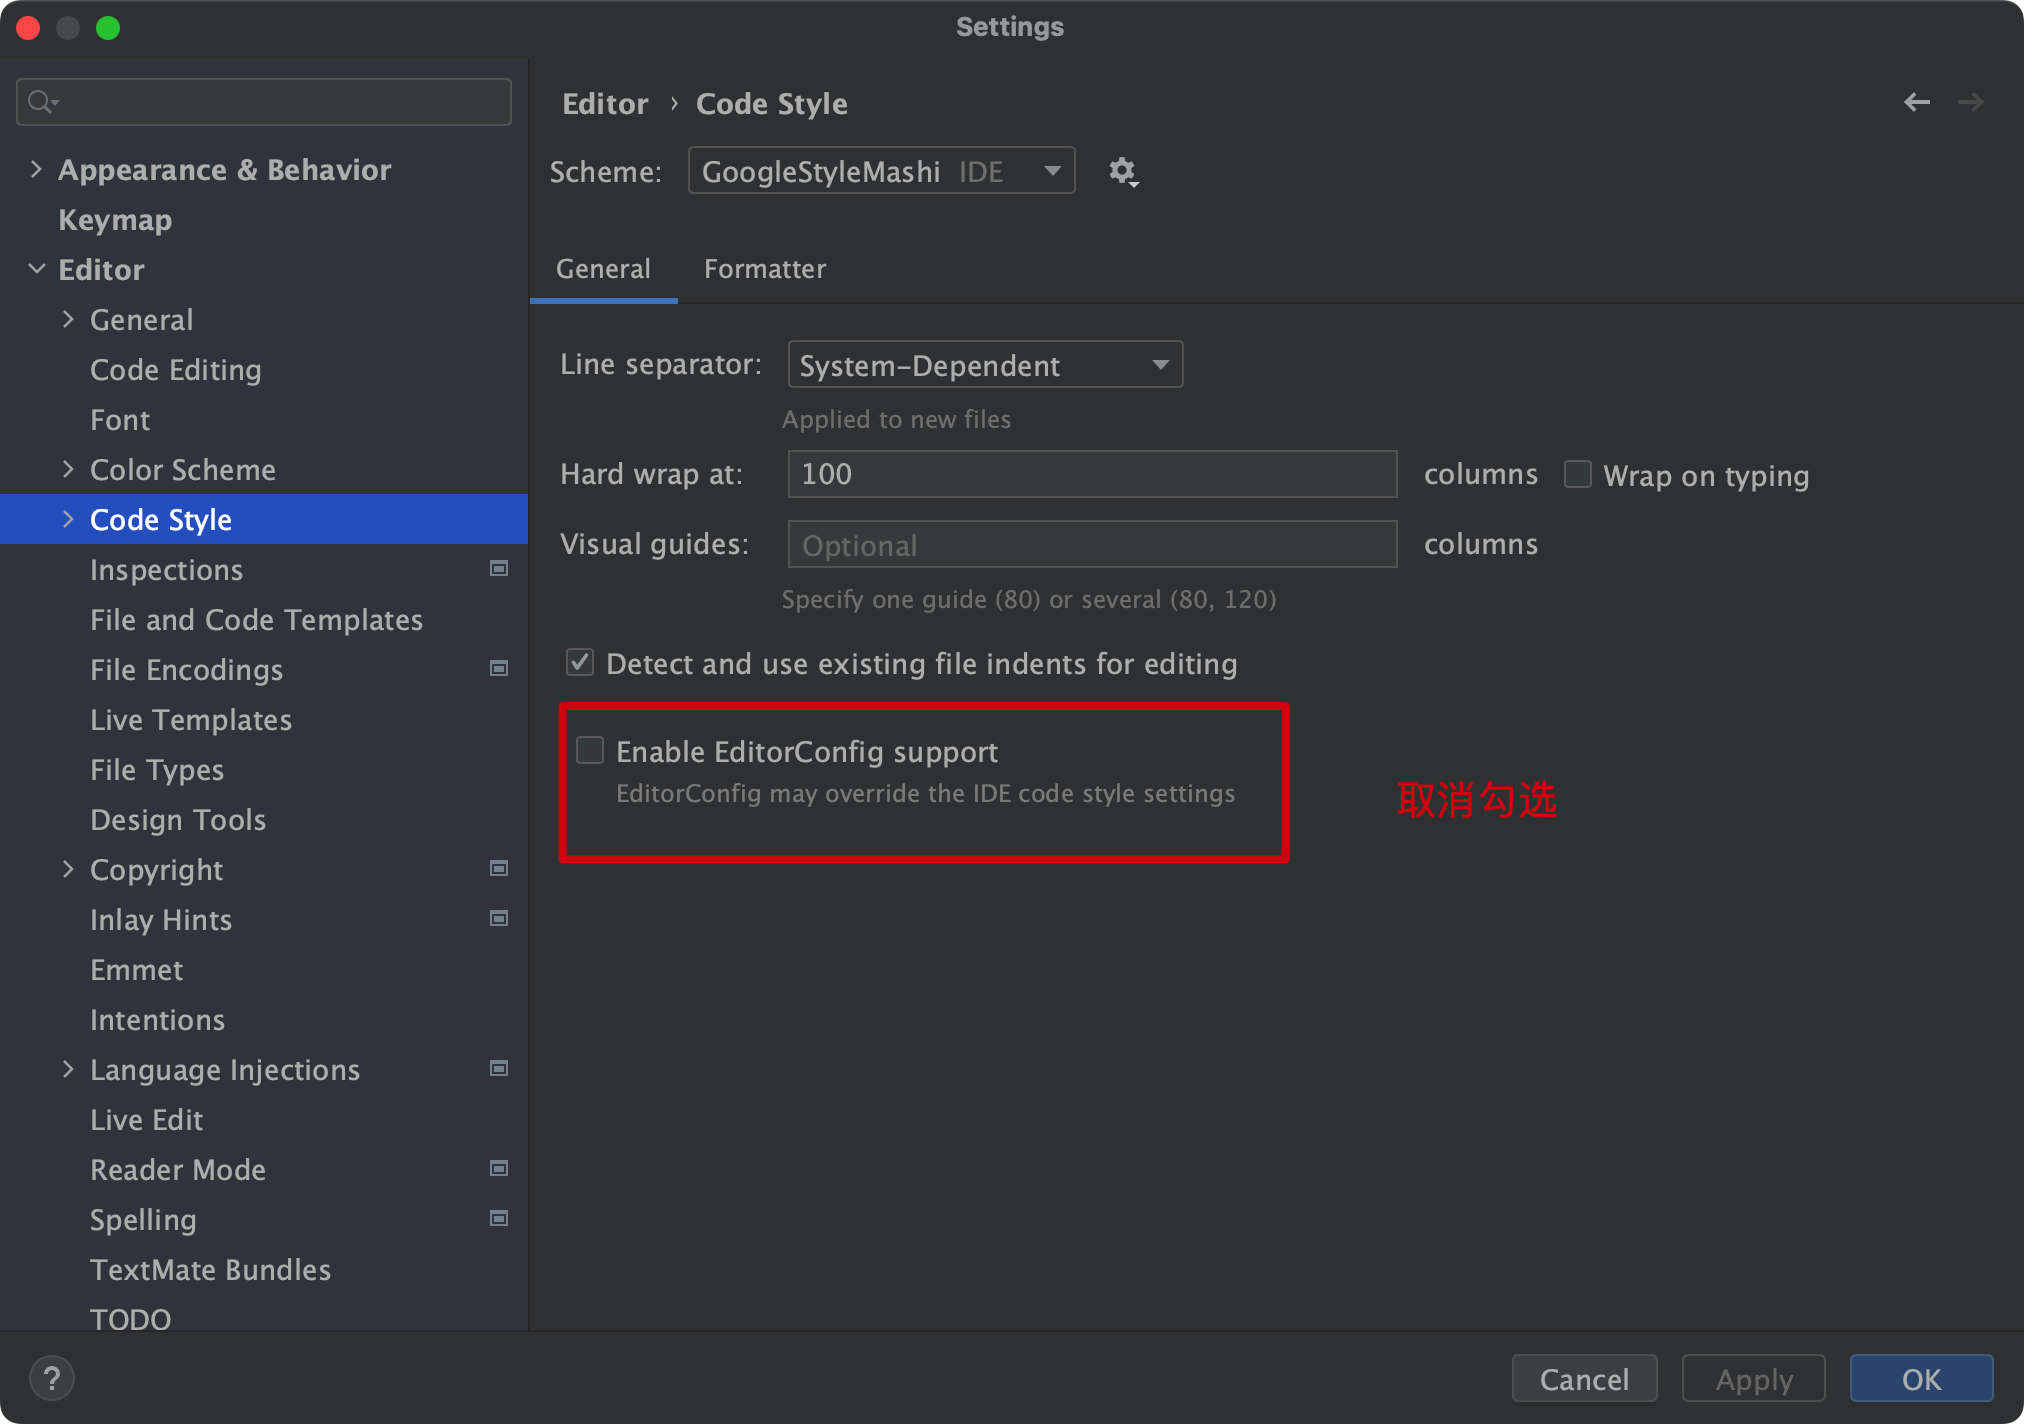 Settings
Appearance & Behavior
Keymap
Editor
General
Code Editing
Font
Color Scheme
Code Style
Inspections
File and Code Templates
File Encodings
Live Templates
File Types
Design Tools
Copyright
Inlay Hints
Emmet
Intentions
Language Injections
Live Edit
Reader Mode
Spelling
TextMate Bundles
TODO
Editor › Code Style
Scheme: GoogleStyleMashi IDE
General Formatter
Line separator: System-Dependent
Applied to new files
Hard wrap at: 100 columns Wrap on typing
Visual guides: Optional columns
Specify one guide (80) or several (80, 120)
Detect and use existing file indents for editing
Enable EditorConfig support
EditorConfig may override the IDE code style settings
取消勾选
? Cancel Apply OK